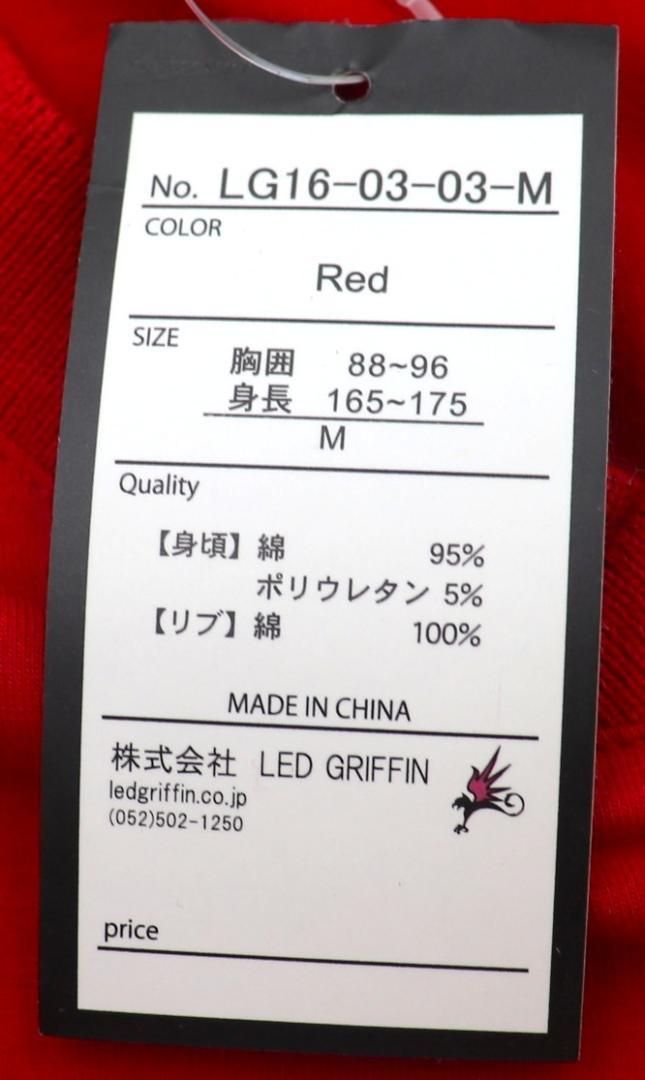 No. LG16-03-03-M
COLOR
Red
SIZE
胸囲 88~96
身長 165~175
M
Quality
【身頃】綿 95%
ポリウレタン 5%
【リブ】綿 100%
MADE IN CHINA
株式会社 LED GRIFFIN
ledgriffin.co.jp
(052)502-1250
price